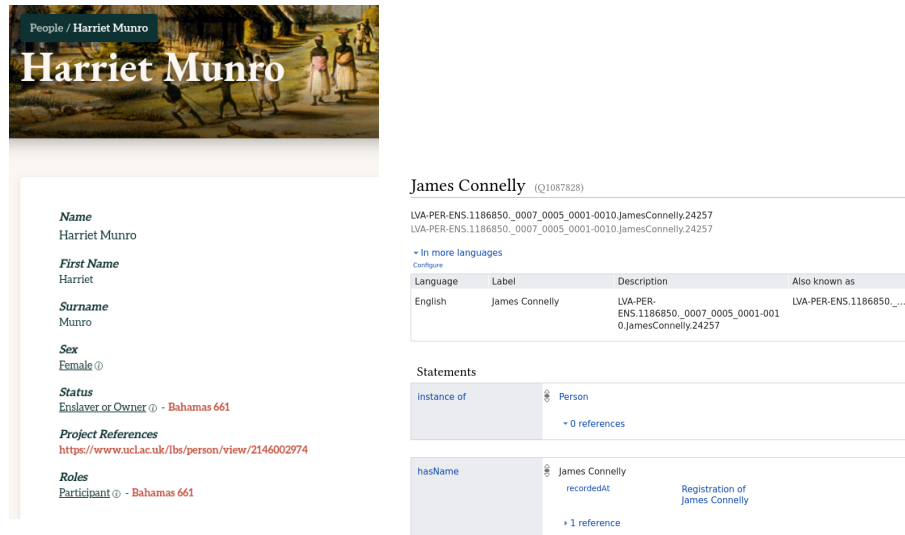 People / Harriet Munro
Harriet Munro
Name
Harriet Munro
First Name
Harriet
Surname
Munro
Sex
Female
Status
Enslaver or Owner - Bahamas 661
Project References
https://www.ucl.ac.uk/lbs/person/view/2146002974
Roles
Participant - Bahamas 661
James Connelly (Q1087828)
LVA-PER-ENS.1186850._0007_0005_0001-0010.JamesConnelly.24257
LVA-PER-ENS.1186850._0007_0005_0001-0010.JamesConnelly.24257
In more languages
Configure
Language Label Description Also known as
English James Connelly LVA-PER- LVA-PER-ENS.1186850._...
ENS.1186850._0007_0005_0001-001
0.JamesConnelly.24257
Statements
instance of Person
0 references
hasName James Connelly
recordedAt Registration of
James Connelly
1 reference